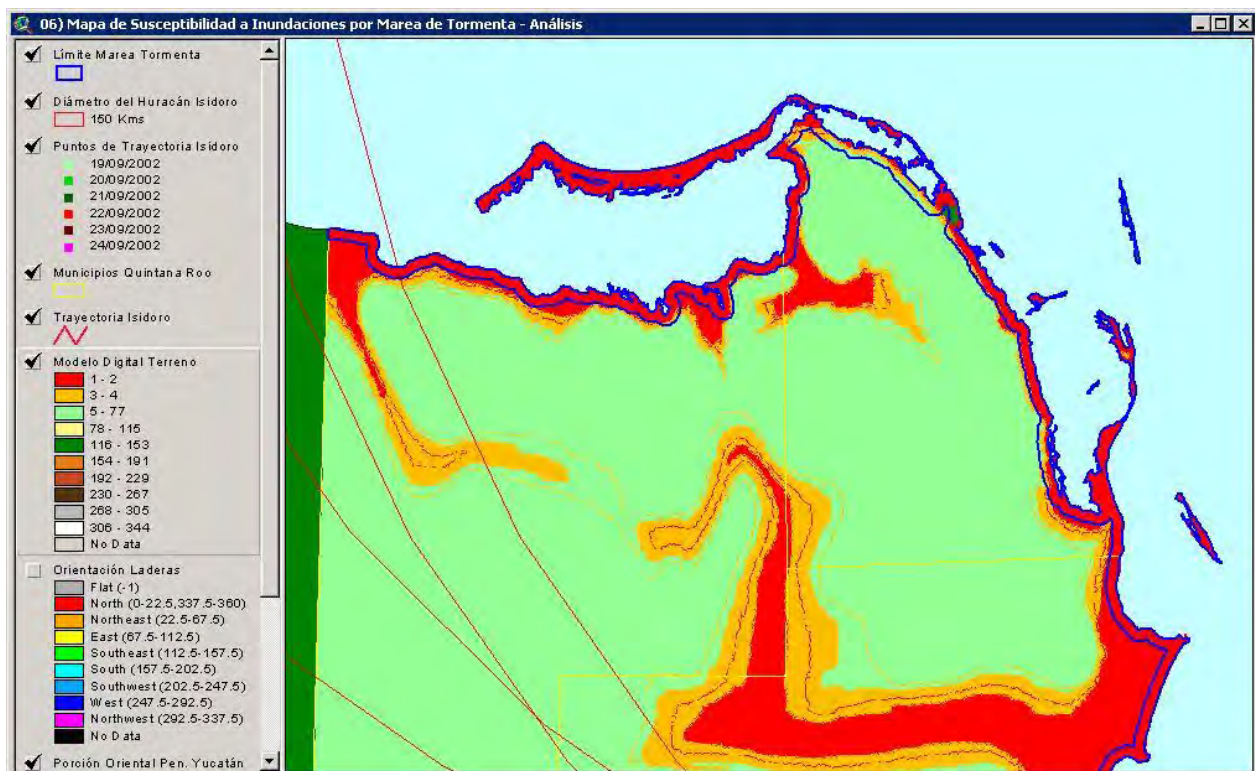 06) Mapa de Susceptibilidad a Inundaciones por Marea de Tormenta - Análisis
Límite Marea Tormenta
Diámetro del Huracán Isidoro
150 Kms
Puntos de Trayectoria Isidoro
19/09/2002
20/09/2002
21/09/2002
22/09/2002
23/09/2002
24/09/2002
Municipios Quintana Roo
Trayectoria Isidoro
Modelo Digital Terreno
1 - 2
3 - 4
5 - 77
78 - 115
116 - 153
154 - 191
192 - 229
230 - 267
268 - 305
306 - 344
No Data
Orientación Laderas
Flat (-1)
North (0-22.5,337.5-360)
Northeast (22.5-67.5)
East (67.5-112.5)
Southeast (112.5-157.5)
South (157.5-202.5)
Southwest (202.5-247.5)
West (247.5-292.5)
Northwest (292.5-337.5)
No Data
Porción Oriental Pen. Yucatán